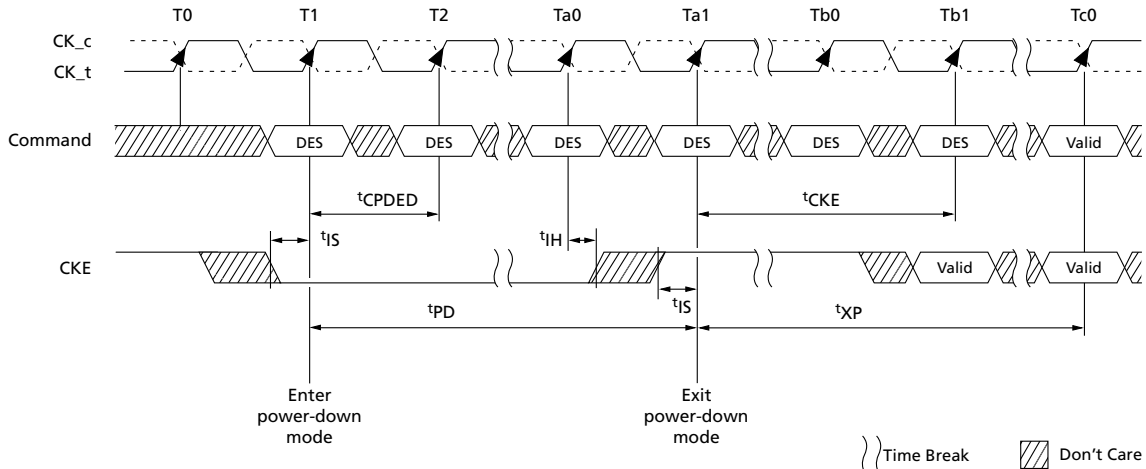 T0 T1 T2 Ta0 Ta1 Tb0 Tb1 Tc0
CK_c
CK_t
Command DES DES DES DES DES DES Valid
tCPDED tCKE
tIS tIH
CKE Valid Valid
tIS
tPD tXP
Enter
power-down
mode
Exit
power-down
mode
Time Break Don't Care